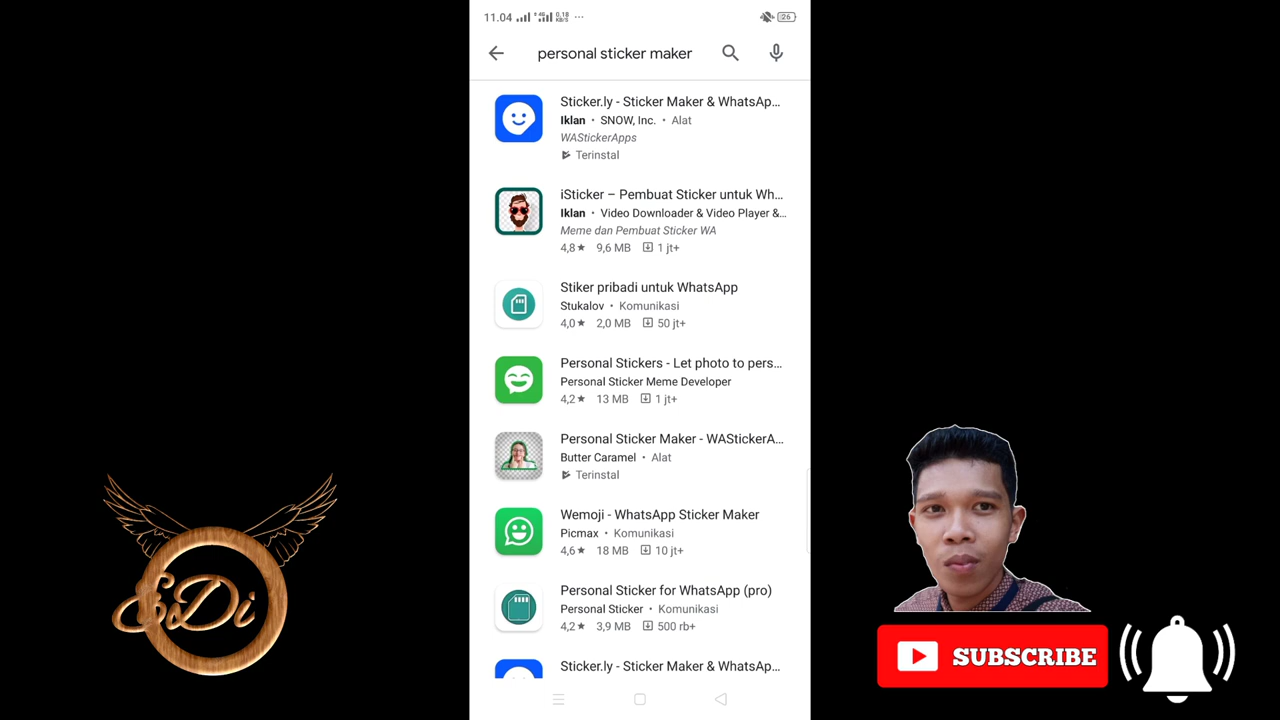 11.04
4G
0,18
KB/S
26
personal sticker maker
Sticker.ly - Sticker Maker & WhatsAp...
Iklan • SNOW, Inc. • Alat
WAStickerApps
Terinstal
iSticker – Pembuat Sticker untuk Wh...
Iklan • Video Downloader & Video Player &...
Meme dan Pembuat Sticker WA
4,8★ 9,6 MB 1 jt+
Stiker pribadi untuk WhatsApp
Stukalov • Komunikasi
4,0★ 2,0 MB 50 jt+
Personal Stickers - Let photo to pers...
Personal Sticker Meme Developer
4,2★ 13 MB 1 jt+
Personal Sticker Maker - WAStickerA...
Butter Caramel • Alat
Terinstal
Wemoji - WhatsApp Sticker Maker
Picmax • Komunikasi
4,6★ 18 MB 10 jt+
Personal Sticker for WhatsApp (pro)
Personal Sticker • Komunikasi
4,2★ 3,9 MB 500 rb+
Sticker.ly - Sticker Maker & WhatsAp...
SDi
SUBSCRIBE